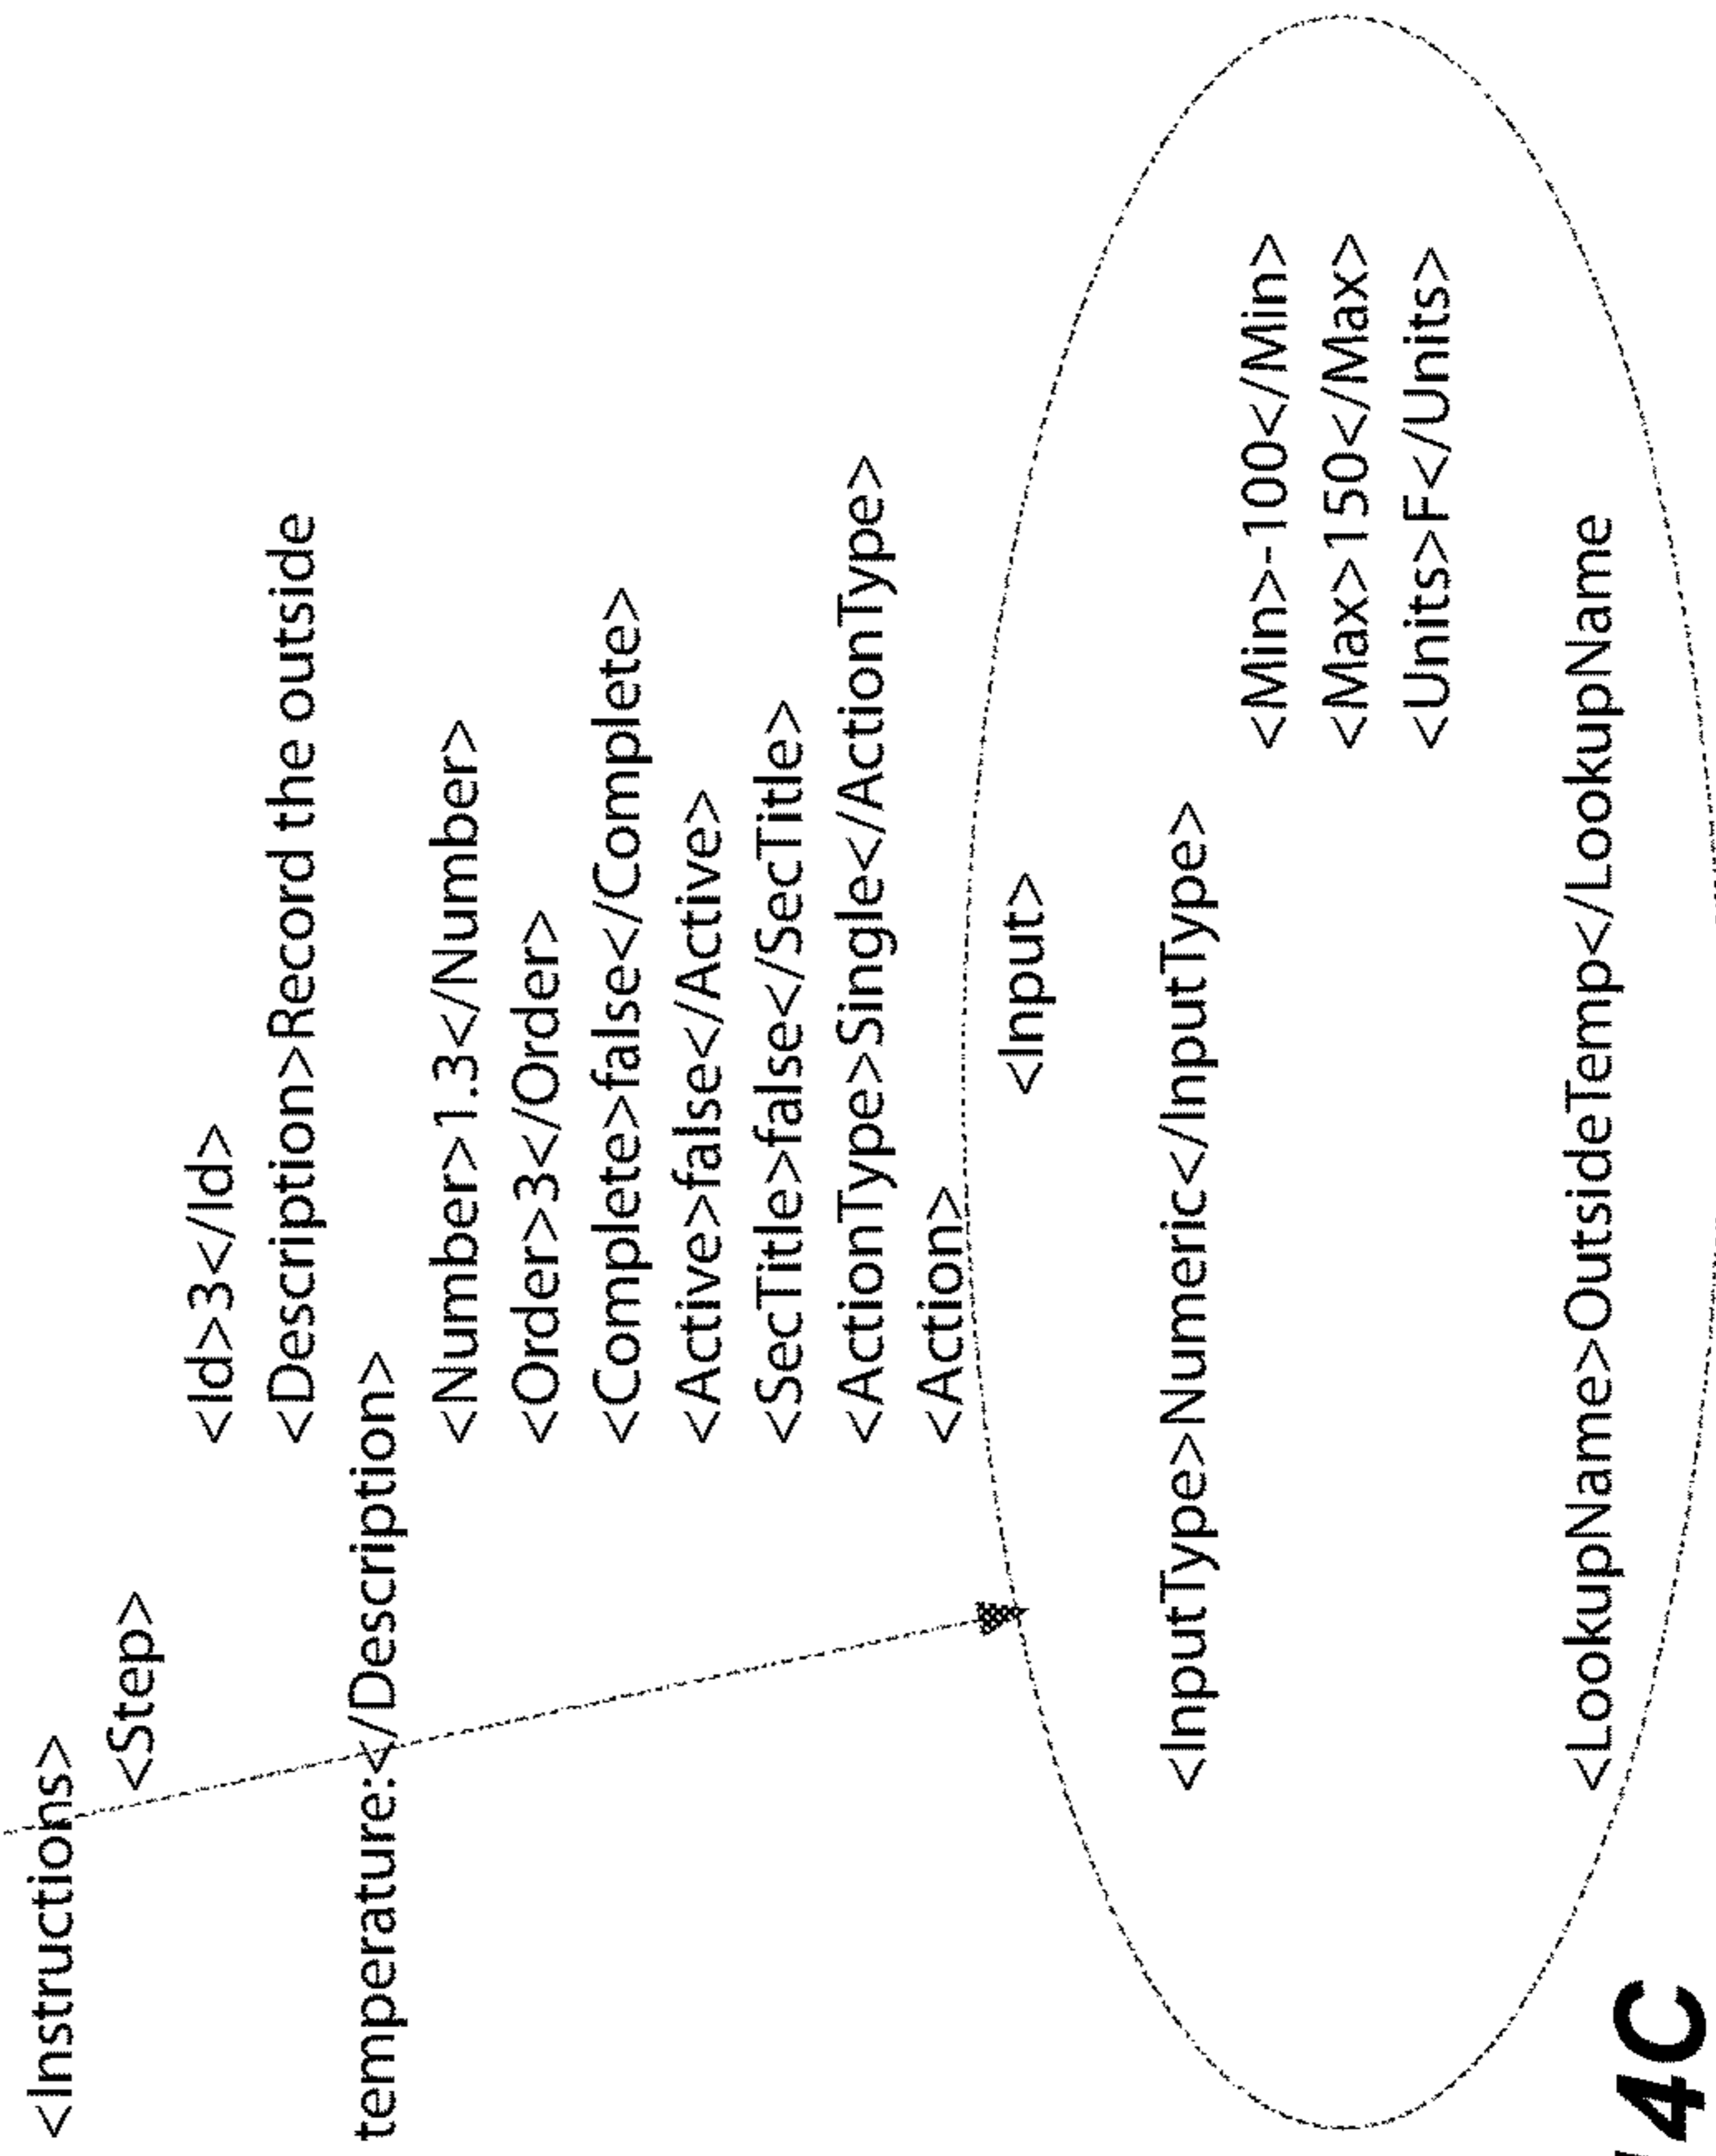 <Instructions>
<Step>
<Id>3</Id>
<Description>Record the outside
temperature:</Description>
<Number>1.3</Number>
<Order>3</Order>
<Complete>false</Complete>
<Active>false</Active>
<SecTitle>false</SecTitle>
<ActionType>Single</ActionType>
<Action>
<Input>
<InputType>Numeric</InputType>
<Min>-100</Min>
<Max>150</Max>
<Units>F</Units>
<LookupName>OutsideTemp</LookupName
4C